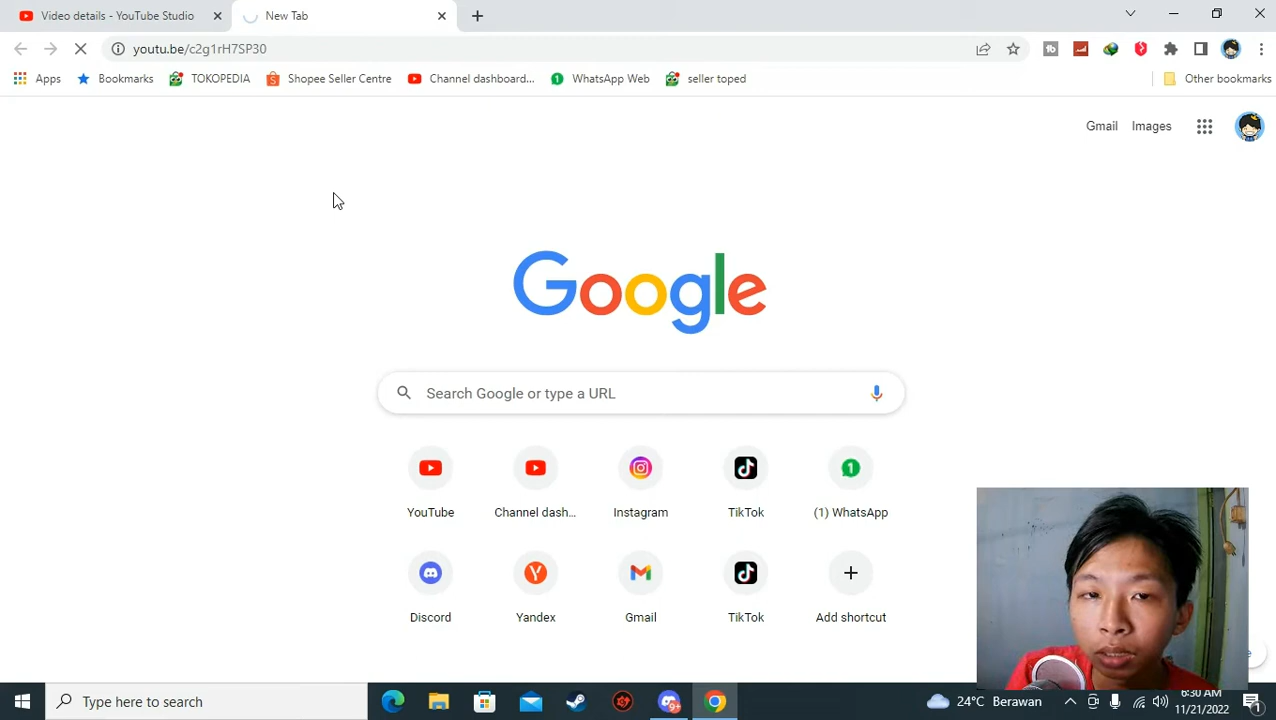 Video details - YouTube Studio
New Tab
youtu.be/c2g1rH7SP30
Apps
Bookmarks
TOKOPEDIA
Shopee Seller Centre
Channel dashboard...
WhatsApp Web
seller toped
Other bookmarks
Gmail
Images
Google
Search Google or type a URL
YouTube
Channel dash...
Instagram
TikTok
(1) WhatsApp
Discord
Yandex
Gmail
TikTok
Add shortcut
Type here to search
24°C Berawan
6:30 AM
11/21/2022